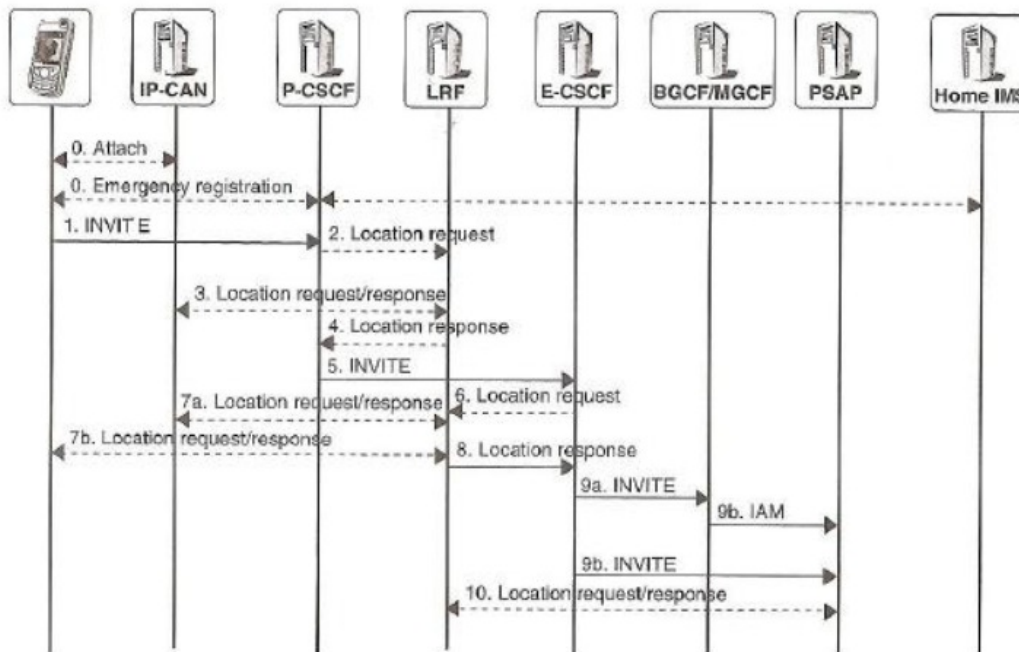 IP-CAN
P-CSCF
LRF
E-CSCF
BGCF/MGCF
PSAP
Home IMS
0. Attach
0. Emergency registration
1. INVITE
2. Location request
3. Location request/response
4. Location response
5. INVITE
6. Location request
7a. Location request/response
7b. Location request/response
8. Location response
9a. INVITE
9b. IAM
9b. INVITE
10. Location request/response